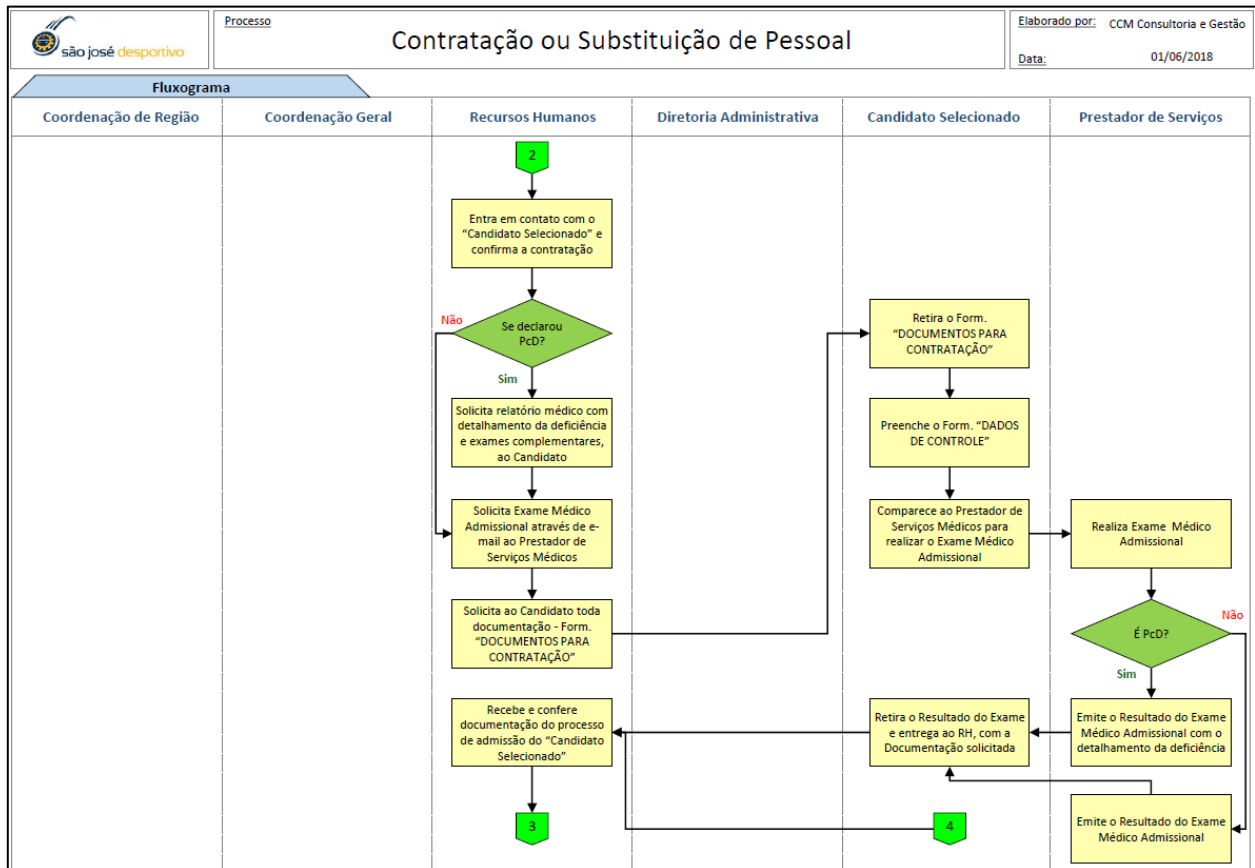 são josé desportivo
Processo
Contratação ou Substituição de Pessoal
Elaborado por: CCM Consultoria e Gestão
Data: 01/06/2018
Fluxograma
Coordenação de Região
Coordenação Geral
Recursos Humanos
Diretoria Administrativa
Candidato Selecionado
Prestador de Serviços
2
Entra em contato com o
“Candidato Selecionado” e
confirma a contratação
Não
Se declarou
PcD?
Sim
Solicita relatório médico com
detalhamento da deficiência
e exames complementares,
ao Candidato
Solicita Exame Médico
Admissional através de e-
mail ao Prestador de
Serviços Médicos
Solicita ao Candidato toda
documentação - Form.
“DOCUMENTOS PARA
CONTRATAÇÃO”
Retira o Form.
“DOCUMENTOS PARA
CONTRATAÇÃO”
Preenche o Form. “DADOS
DE CONTROLE”
Comparece ao Prestador de
Serviços Médicos para
realizar o Exame Médico
Admissional
Realiza Exame Médico
Admissional
Não
É PcD?
Sim
Emite o Resultado do Exame
Médico Admissional com o
detalhamento da deficiência
Emite o Resultado do Exame
Médico Admissional
Retira o Resultado do Exame
e entrega ao RH, com a
Documentação solicitada
Recebe e confere
documentação do processo
de admissão do “Candidato
Selecionado”
3
4